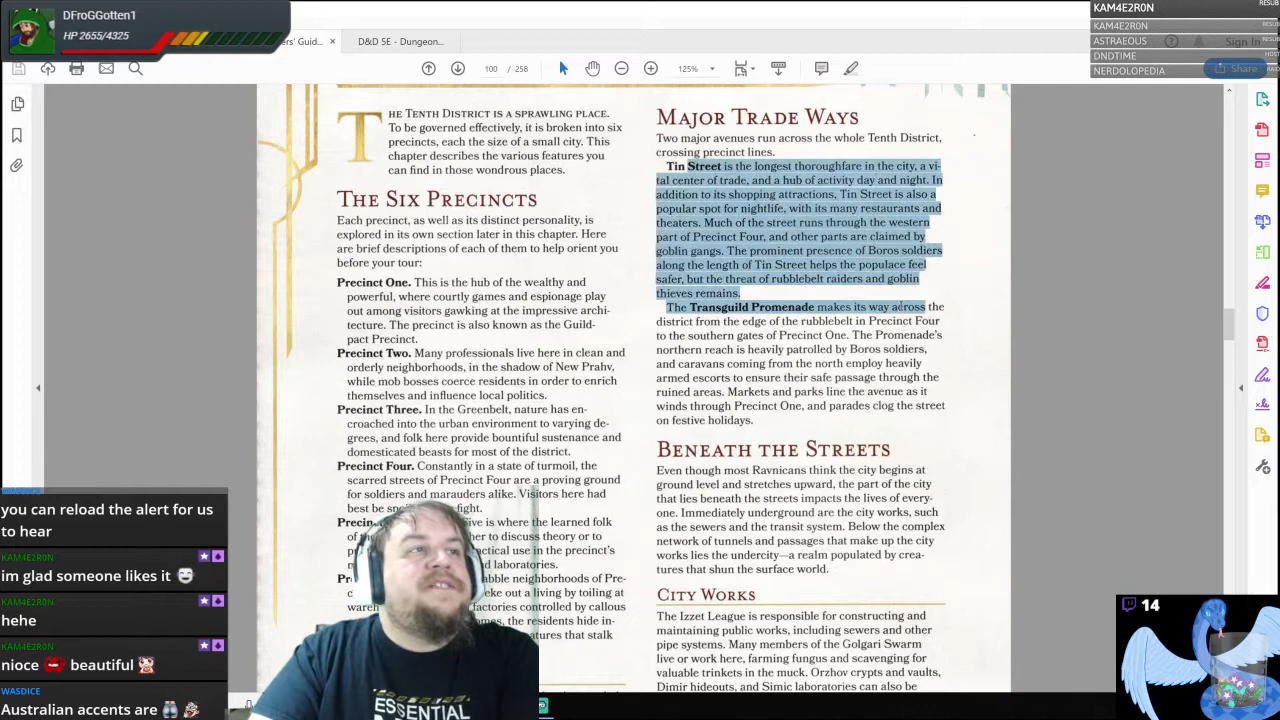 DFroGGotten1
HP 2655/4325
ers' Guid...
D&D 5E - Dungeon...
KAM4E2R0N
RESUB
KAM4E2R0N
ASTRAEOUS
DNDTIME
NERDOLOPEDIA
Sign In
Share
100 / 258
125%
THE TENTH DISTRICT IS A SPRAWLING PLACE.
To be governed effectively, it is broken into six
precincts, each the size of a small city. This
chapter describes the various features you
can find in those wondrous places.
THE SIX PRECINCTS
Each precinct, as well as its distinct personality, is
explored in its own section later in this chapter. Here
are brief descriptions of each of them to help orient you
before your tour:
Precinct One. This is the hub of the wealthy and
powerful, where courtly games and espionage play
out among visitors gawking at the impressive archi-
tecture. The precinct is also known as the Guild-
pact Precinct.
Precinct Two. Many professionals live here in clean and
orderly neighborhoods, in the shadow of New Prahv,
while mob bosses coerce residents in order to enrich
themselves and influence local politics.
Precinct Three. In the Greenbelt, nature has en-
croached into the urban environment to varying de-
grees, and folk here provide bountiful sustenance and
domesticated beasts for most of the district.
Precinct Four. Constantly in a state of turmoil, the
scarred streets of Precinct Four are a proving ground
for soldiers and marauders alike. Visitors here had
best be fight.
Precin ive is where the learned folk
of th her to discuss theory or to
p actical use in the precinct's
laboratories.
P abble neighborhoods of Pre-
c eke out a living by toiling at
wareh factories controlled by callous
omes, the residents hide in-
atures that stalk
MAJOR TRADE WAYS
Two major avenues run across the whole Tenth District,
crossing precinct lines.
Tin Street is the longest thoroughfare in the city, a vi-
tal center of trade, and a hub of activity day and night. In
addition to its shopping attractions, Tin Street is also a
popular spot for nightlife, with its many restaurants and
theaters. Much of the street runs through the western
part of Precinct Four, and other parts are claimed by
goblin gangs. The prominent presence of Boros soldiers
along the length of Tin Street helps the populace feel
safer, but the threat of rubblebelt raiders and goblin
thieves remains.
The Transguild Promenade makes its way across the
district from the edge of the rubblebelt in Precinct Four
to the southern gates of Precinct One. The Promenade's
northern reach is heavily patrolled by Boros soldiers,
and caravans coming from the north employ heavily
armed escorts to ensure their safe passage through the
ruined areas. Markets and parks line the avenue as it
winds through Precinct One, and parades clog the street
on festive holidays.
BENEATH THE STREETS
Even though most Ravnicans think the city begins at
ground level and stretches upward, the part of the city
that lies beneath the streets impacts the lives of every-
one. Immediately underground are the city works, such
as the sewers and the transit system. Below the complex
network of tunnels and passages that make up the city
works lies the undercity—a realm populated by crea-
tures that shun the surface world.
CITY WORKS
The Izzet League is responsible for constructing and
maintaining public works, including sewers and other
pipe systems. Many members of the Golgari Swarm
live or work here, farming fungus and scavenging for
valuable trinkets in the muck. Orzhov crypts and vaults,
Dimir hideouts, and Simic laboratories can also be
WASDICE
you can reload the alert for us
to hear
KAM4E2R0N
im glad someone likes it
KAM4E2R0N
hehe
KAM4E2R0N
nioce beautiful
WASDICE
Australian accents are
ESSENTIAL
14